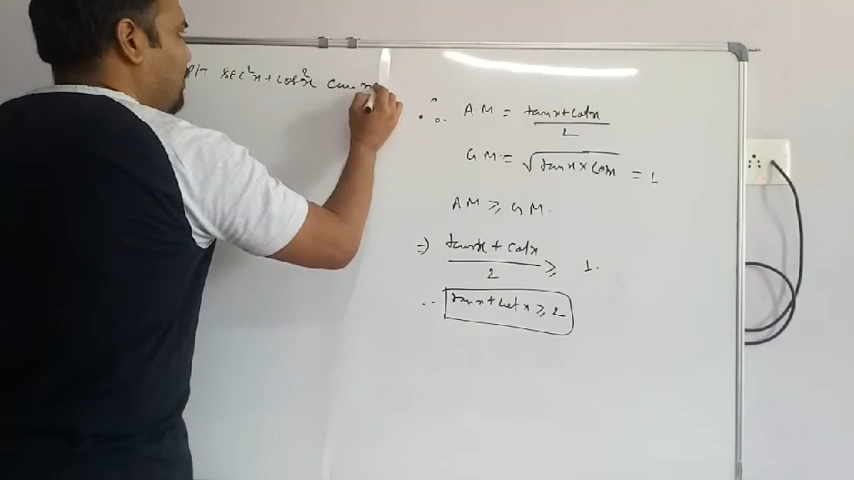 P/T sec²x + cos²x can n
∴ AM = tanx + cotx / 2
GM = √tanx × cotx = 1
AM ≥ GM.
⇒ tanx + cotx / 2 ≥ 1.
∴ tanx + cotx ≥ 2